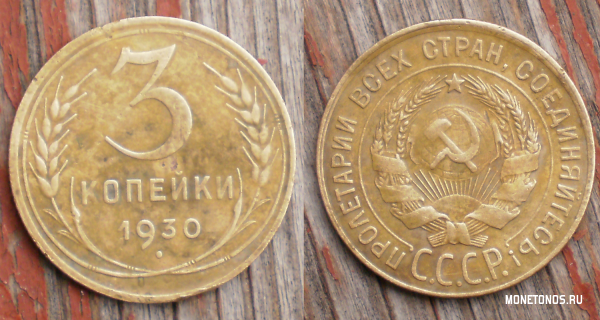 3
КОПЕЙКИ
1930
ПРОЛЕТАРИИ ВСЕХ СТРАН, СОЕДИНЯЙТЕСЬ!
С.С.С.Р.
MONETONOS.RU